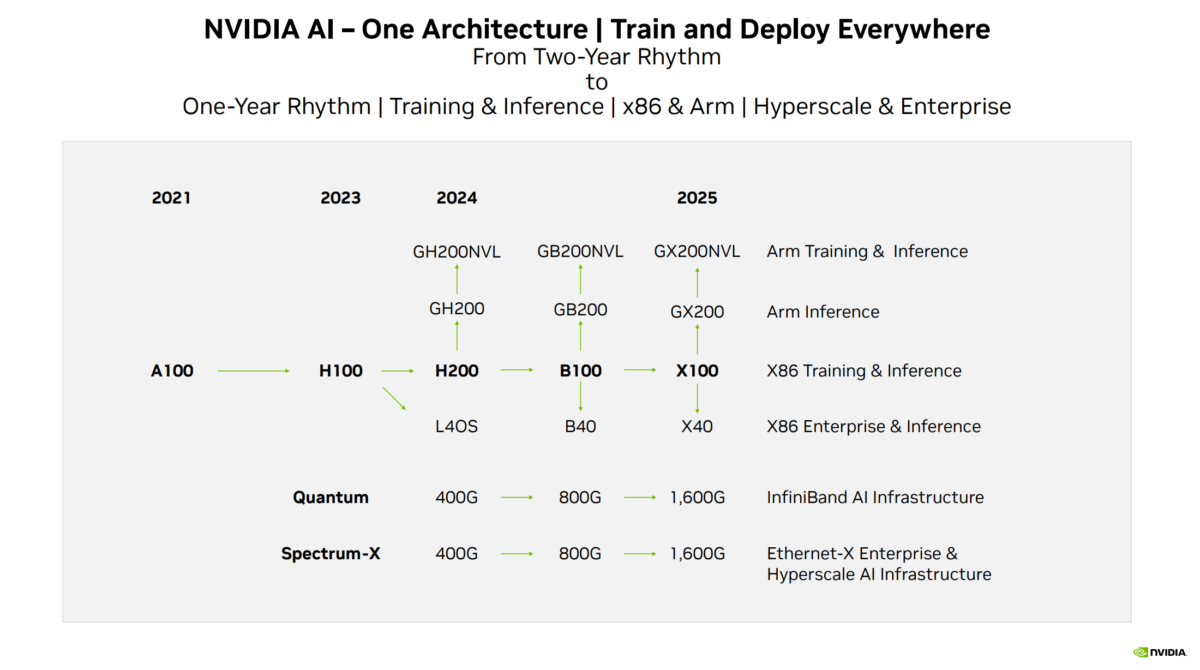 NVIDIA AI – One Architecture | Train and Deploy Everywhere
From Two-Year Rhythm
to
One-Year Rhythm | Training & Inference | x86 & Arm | Hyperscale & Enterprise
2021 2023 2024 2025
GH200NVL GB200NVL GX200NVL Arm Training & Inference
GH200 GB200 GX200 Arm Inference
A100 H100 H200 B100 X100 X86 Training & Inference
L4OS B40 X40 X86 Enterprise & Inference
Quantum 400G 800G 1,600G InfiniBand AI Infrastructure
Spectrum-X 400G 800G 1,600G Ethernet-X Enterprise &
Hyperscale AI Infrastructure
NVIDIA